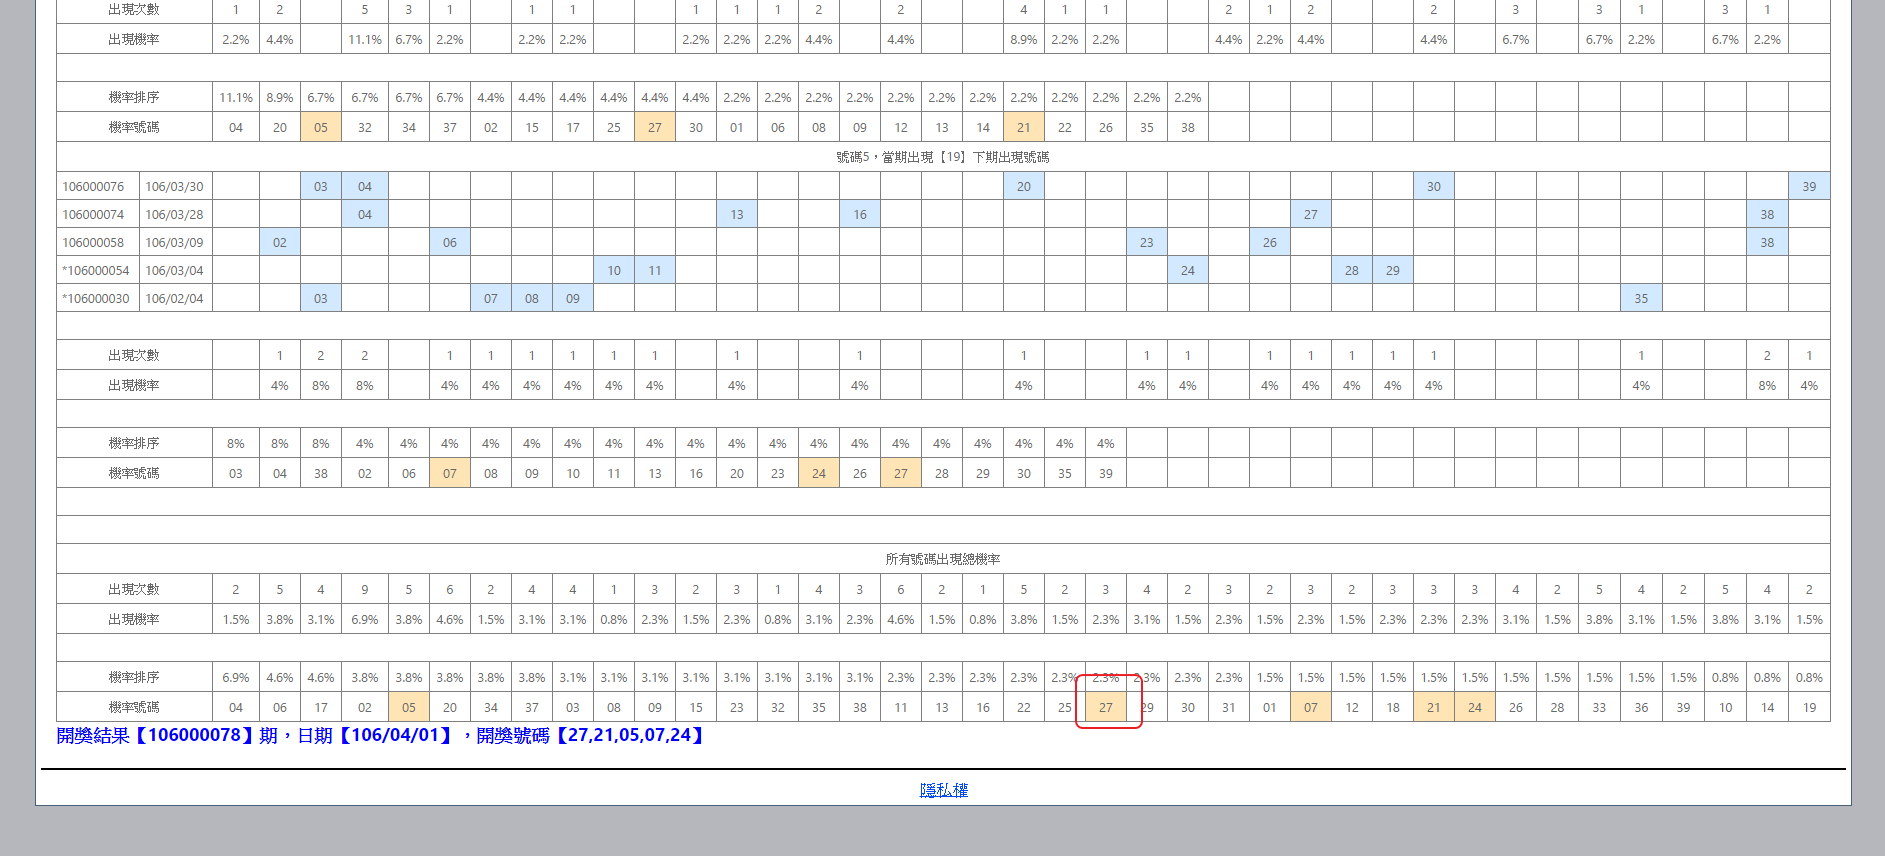 出現次數 1 2 5 3 1 1 1 1 1 1 2 2 4 1 1 2 1 2 2 3 3 1 3 1
出現機率 2.2% 4.4% 11.1% 6.7% 2.2% 2.2% 2.2% 2.2% 2.2% 2.2% 4.4% 4.4% 8.9% 2.2% 2.2% 4.4% 2.2% 4.4% 4.4% 6.7% 6.7% 2.2% 6.7% 2.2%
機率排序 11.1% 8.9% 6.7% 6.7% 6.7% 6.7% 4.4% 4.4% 4.4% 4.4% 4.4% 4.4% 2.2% 2.2% 2.2% 2.2% 2.2% 2.2% 2.2% 2.2% 2.2% 2.2% 2.2% 2.2%
機率號碼 04 20 05 32 34 37 02 15 17 25 27 30 01 06 08 09 12 13 14 21 22 26 35 38
號碼5，當期出現【19】下期出現號碼
106000076 106/03/30 03 04 20 30 39
106000074 106/03/28 04 13 16 27 38
106000058 106/03/09 02 06 23 26 38
*106000054 106/03/04 10 11 24 28 29
*106000030 106/02/04 03 07 08 09 35
出現次數 1 2 2 1 1 1 1 1 1 1 1 1 1 1 1 1 1 1 1 1 2 1
出現機率 4% 8% 8% 4% 4% 4% 4% 4% 4% 4% 4% 4% 4% 4% 4% 4% 4% 4% 4% 4% 8% 4%
機率排序 8% 8% 8% 4% 4% 4% 4% 4% 4% 4% 4% 4% 4% 4% 4% 4% 4% 4% 4% 4% 4% 4%
機率號碼 03 04 38 02 06 07 08 09 10 11 13 16 20 23 24 26 27 28 29 30 35 39
所有號碼出現總機率
出現次數 2 5 4 9 5 6 2 4 4 1 3 2 3 1 4 3 6 2 1 5 2 3 4 2 3 2 3 2 3 3 3 4 2 5 4 2 5 4 2
出現機率 1.5% 3.8% 3.1% 6.9% 3.8% 4.6% 1.5% 3.1% 3.1% 0.8% 2.3% 1.5% 2.3% 0.8% 3.1% 2.3% 4.6% 1.5% 0.8% 3.8% 1.5% 2.3% 3.1% 1.5% 2.3% 1.5% 2.3% 1.5% 2.3% 2.3% 2.3% 3.1% 1.5% 3.8% 3.1% 1.5% 3.8% 3.1% 1.5%
機率排序 6.9% 4.6% 4.6% 3.8% 3.8% 3.8% 3.8% 3.8% 3.1% 3.1% 3.1% 3.1% 3.1% 3.1% 3.1% 3.1% 2.3% 2.3% 2.3% 2.3% 2.3% 2.3% 2.3% 2.3% 2.3% 1.5% 1.5% 1.5% 1.5% 1.5% 1.5% 1.5% 1.5% 1.5% 1.5% 1.5% 0.8% 0.8% 0.8%
機率號碼 04 06 17 02 05 20 34 37 03 08 09 15 23 32 35 38 11 13 16 22 25 27 29 30 31 01 07 12 18 21 24 26 28 33 36 39 10 14 19
開獎結果【106000078】期，日期【106/04/01】，開獎號碼【27,21,05,07,24】
隱私權